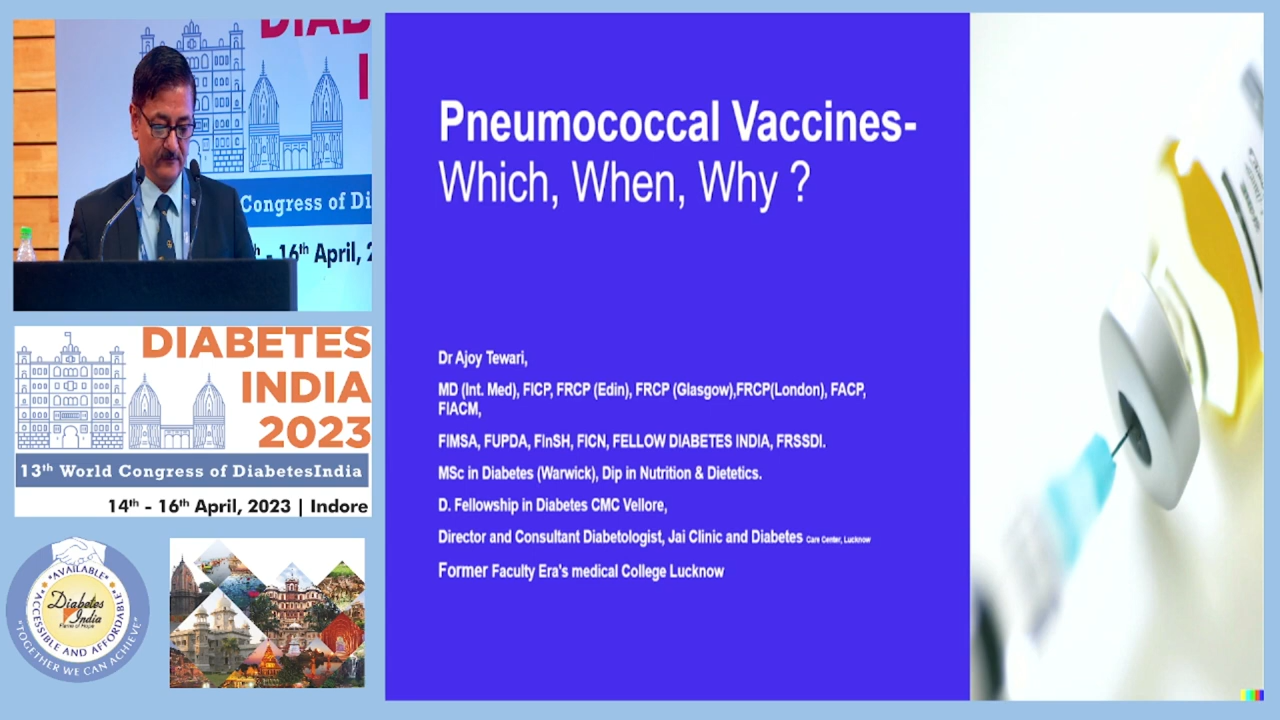 DIAB
I
Congress of Di
h - 16th April, 2
DIABETES
INDIA
2023
13th World Congress of DiabetesIndia
14th - 16th April, 2023 | Indore
"AVAILABLE"
"ACCESSIBLE AND AFFORDABLE"
Diabetes
India
"TOGETHER WE CAN ACHIEVE"
Pneumococcal Vaccines-
Which, When, Why ?
Dr Ajoy Tewari,
MD (Int. Med), FICP, FRCP (Edin), FRCP (Glasgow),FRCP(London), FACP,
FIACM,
FIMSA, FUPDA, FInSH, FICN, FELLOW DIABETES INDIA, FRSSDI.
MSc in Diabetes (Warwick), Dip in Nutrition & Dietetics.
D. Fellowship in Diabetes CMC Vellore,
Director and Consultant Diabetologist, Jai Clinic and Diabetes Care Center, Lucknow
Former Faculty Era's medical College Lucknow